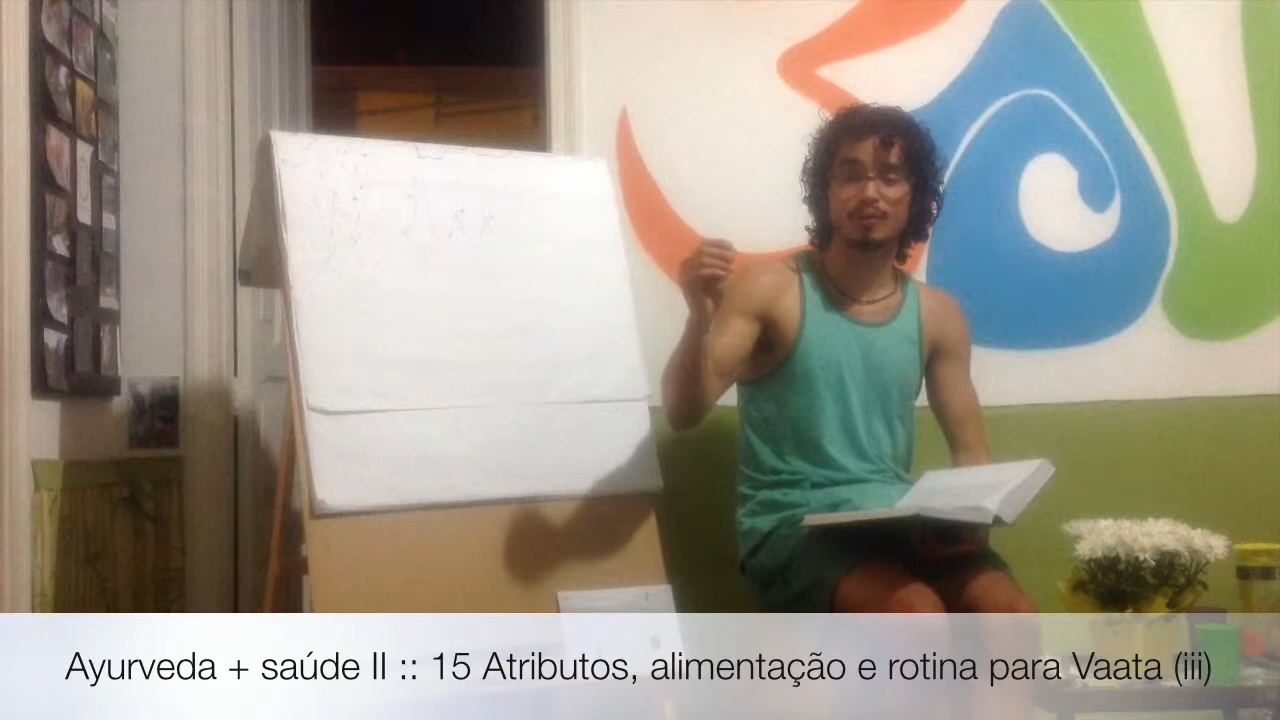 Ayurveda + saúde II :: 15 Atributos, alimentação e rotina para Vaata (iii)